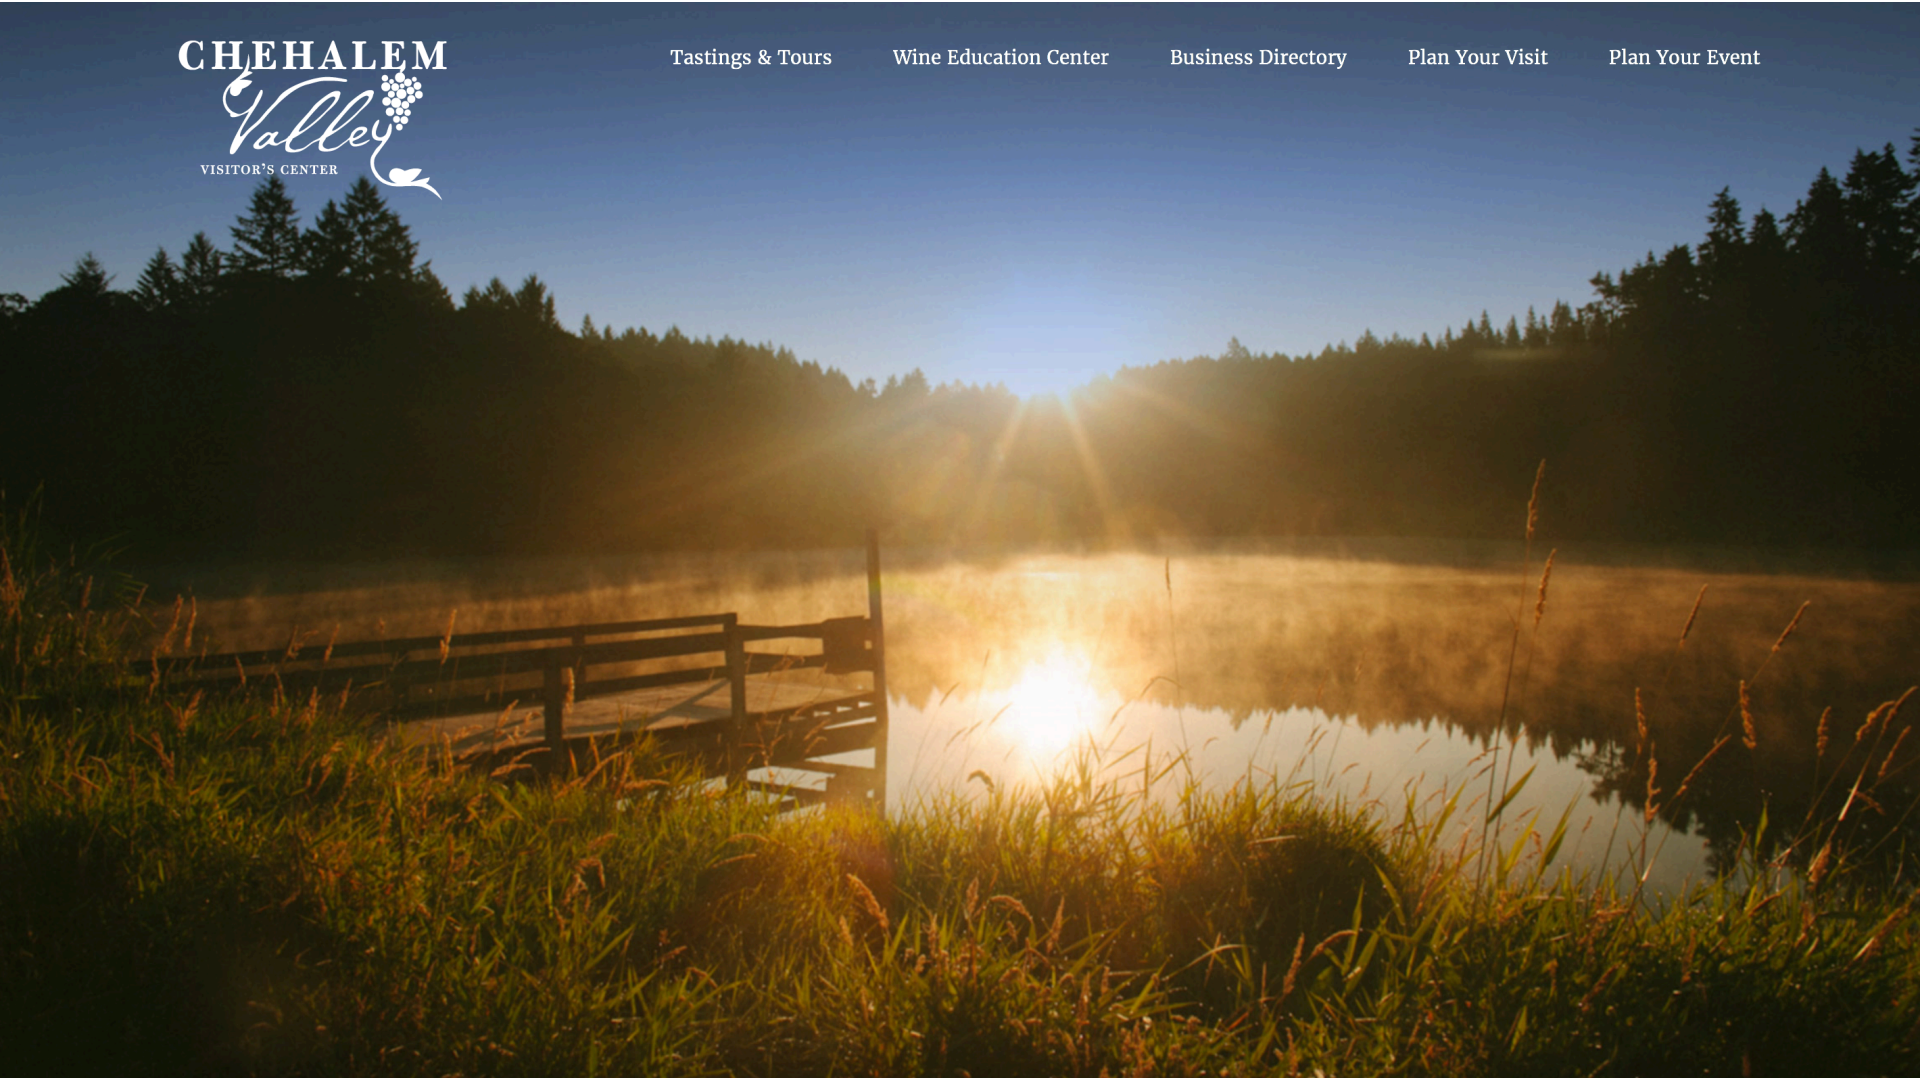 CHEHALEM
Valley
VISITOR'S CENTER
Tastings & Tours
Wine Education Center
Business Directory
Plan Your Visit
Plan Your Event